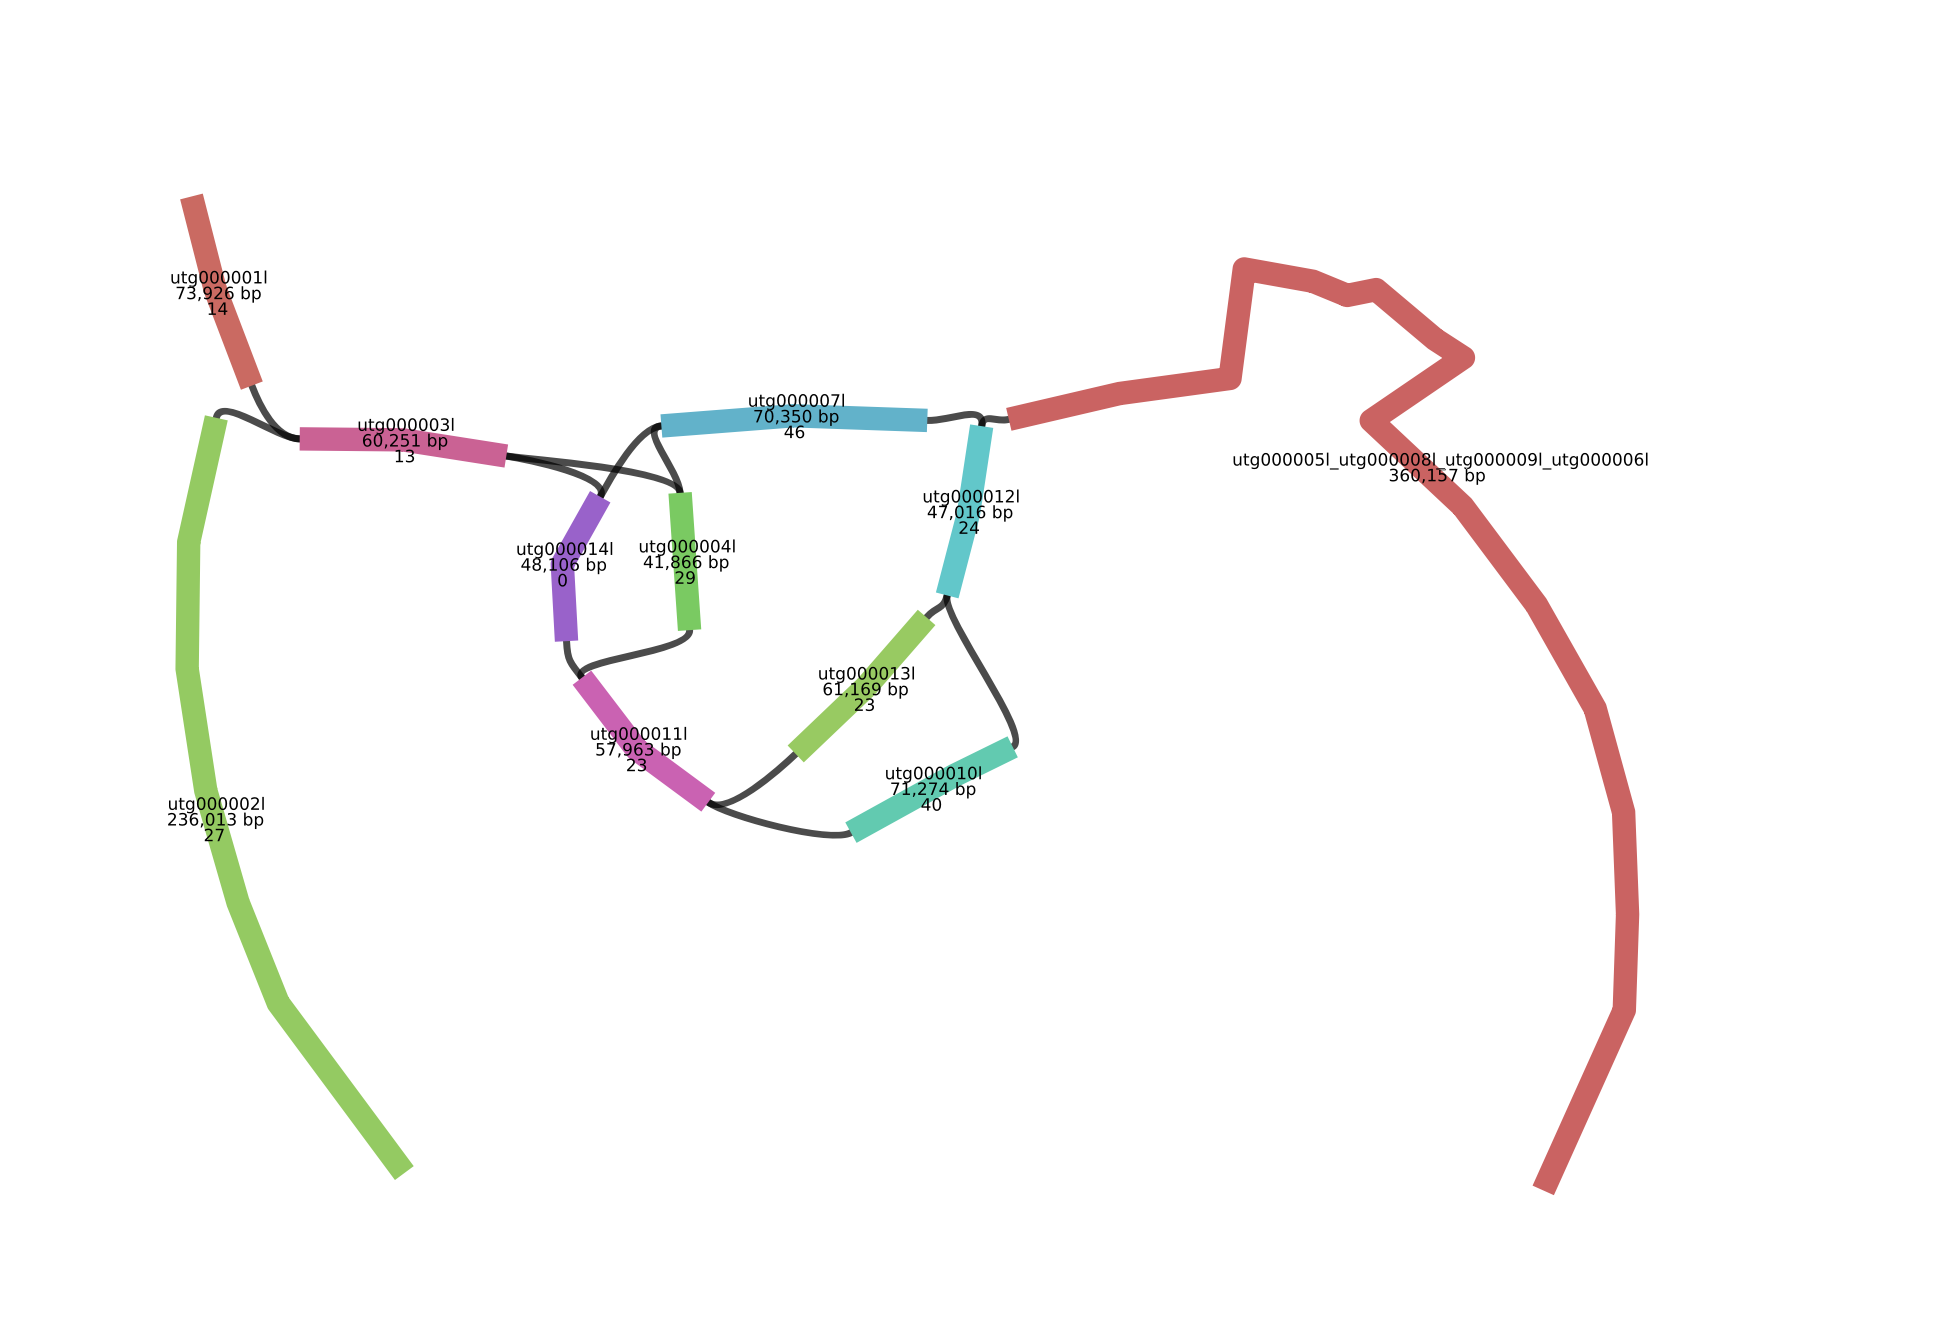 utg000001l
73,926 bp
14
utg000003l
60,251 bp
13
utg000007l
70,350 bp
46
utg000005l_utg000008l_utg000009l_utg000006l
360,157 bp
utg000012l
47,016 bp
24
utg000014l
48,106 bp
0
utg000004l
41,866 bp
29
utg000013l
61,169 bp
23
utg000011l
57,963 bp
23
utg000010l
71,274 bp
40
utg000002l
236,013 bp
27